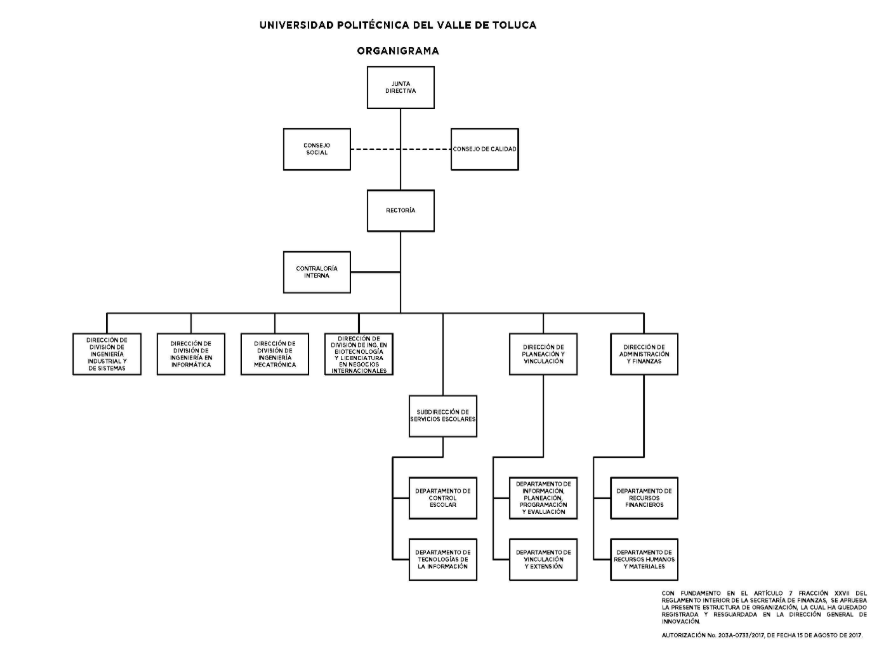 UNIVERSIDAD POLITÉCNICA DEL VALLE DE TOLUCA
ORGANIGRAMA
JUNTA
DIRECTIVA
CONSEJO
SOCIAL
CONSEJO DE CALIDAD
RECTORÍA
CONTRALORÍA
INTERNA
DIRECCIÓN DE
DIVISIÓN DE
INGENIERÍA
INDUSTRIAL Y
DE SISTEMAS
DIRECCIÓN DE
DIVISIÓN DE
INGENIERÍA EN
INFORMÁTICA
DIRECCIÓN DE
DIVISIÓN DE
INGENIERÍA
MECATRÓNICA
DIRECCIÓN DE
DIVISIÓN DE ING. EN
BIOTECNOLOGÍA
Y LICENCIATURA
EN NEGOCIOS
INTERNACIONALES
DIRECCIÓN DE
PLANEACIÓN Y
VINCULACIÓN
DIRECCIÓN DE
ADMINISTRACIÓN
Y FINANZAS
SUBDIRECCIÓN DE
SERVICIOS ESCOLARES
DEPARTAMENTO DE
CONTROL
ESCOLAR
DEPARTAMENTO DE
INFORMACIÓN,
PLANEACIÓN,
PROGRAMACIÓN
Y EVALUACIÓN
DEPARTAMENTO DE
RECURSOS
FINANCIEROS
DEPARTAMENTO DE
TECNOLOGÍAS DE
LA INFORMACIÓN
DEPARTAMENTO DE
VINCULACIÓN
Y EXTENSIÓN
DEPARTAMENTO DE
RECURSOS HUMANOS
Y MATERIALES
CON FUNDAMENTO EN EL ARTÍCULO 7 FRACCIÓN XXVII DEL
REGLAMENTO INTERIOR DE LA SECRETARÍA DE FINANZAS, SE APRUEBA
LA PRESENTE ESTRUCTURA DE ORGANIZACIÓN, LA CUAL HA QUEDADO
REGISTRADA Y RESGUARDADA EN LA DIRECCIÓN GENERAL DE
INNOVACIÓN.
AUTORIZACIÓN No. 203A-0733/2017, DE FECHA 15 DE AGOSTO DE 2017.